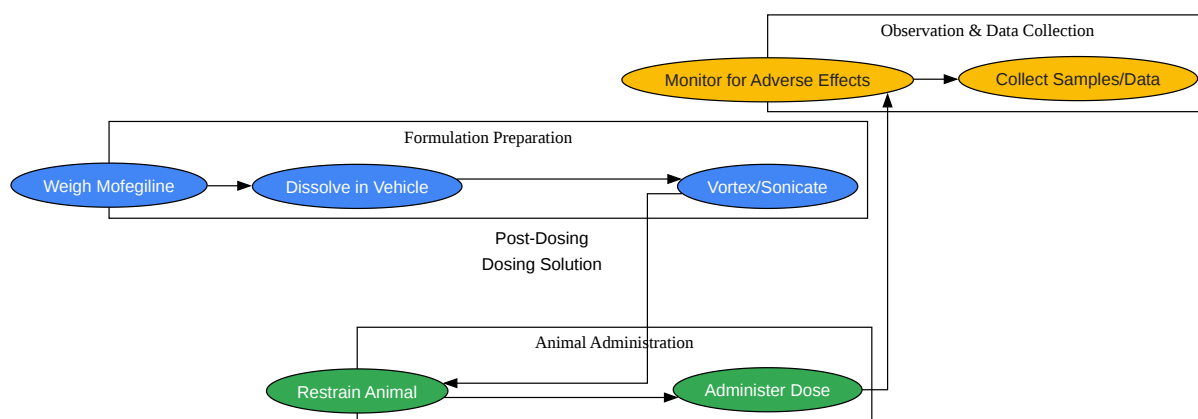 Observation & Data Collection
Monitor for Adverse Effects
Collect Samples/Data
Formulation Preparation
Weigh Mofegiline
Dissolve in Vehicle
Vortex/Sonicate
Post-Dosing
Dosing Solution
Animal Administration
Restrain Animal
Administer Dose